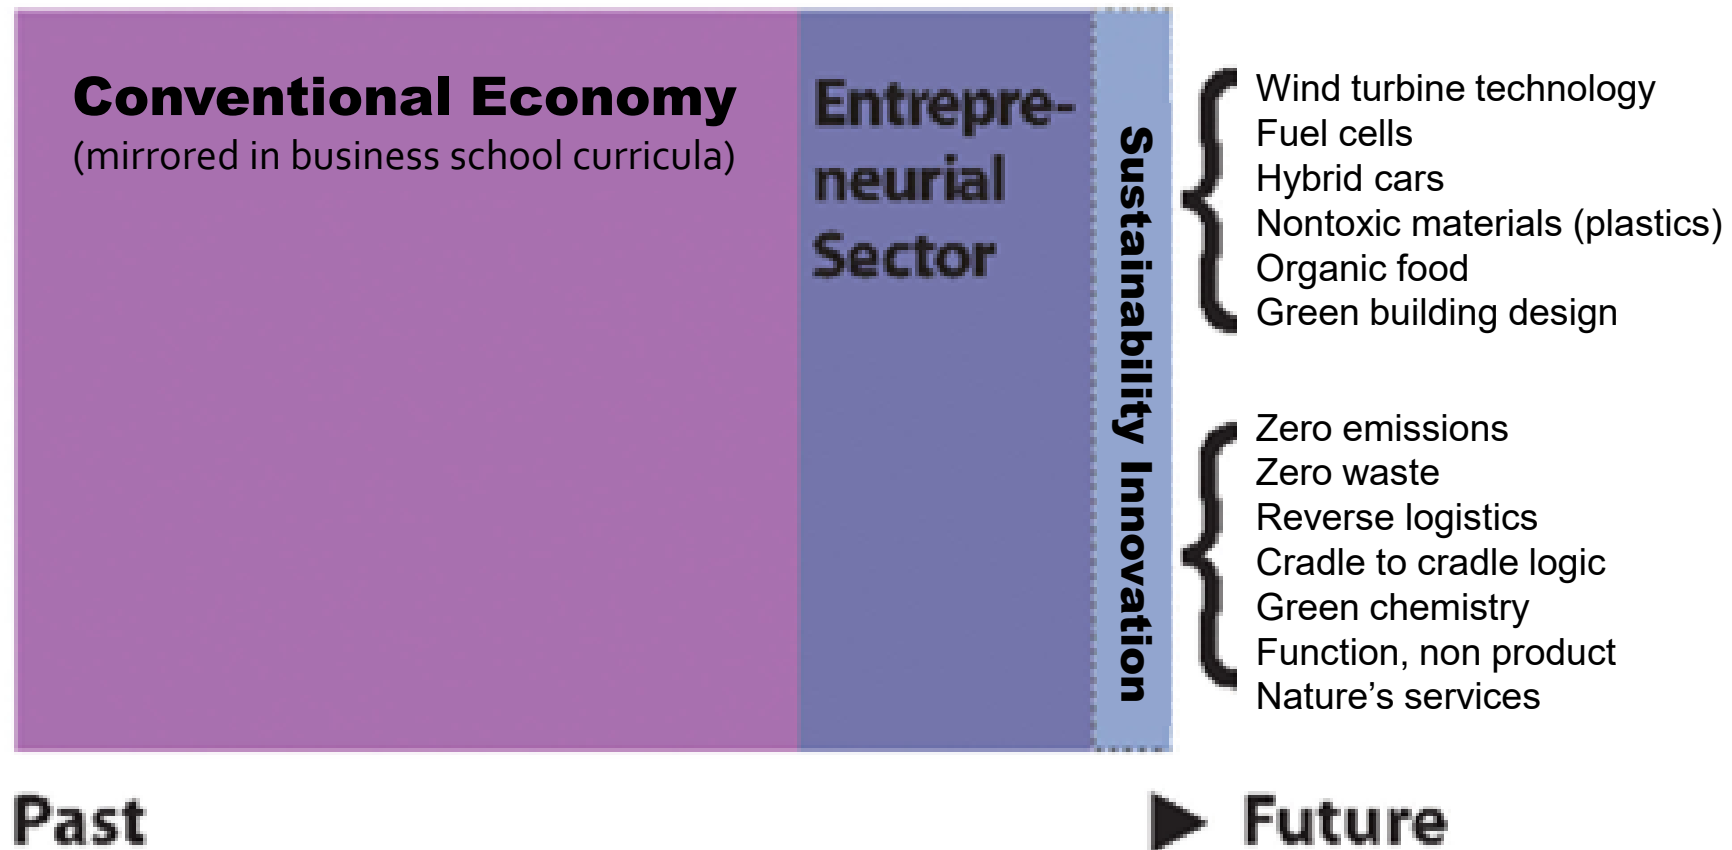 Conventional Economy
(mirrored in business school curricula)
Entrepre-
neurial
Sector
Sustainability Innovation
Wind turbine technology
Fuel cells
Hybrid cars
Nontoxic materials (plastics)
Organic food
Green building design
Zero emissions
Zero waste
Reverse logistics
Cradle to cradle logic
Green chemistry
Function, non product
Nature’s services
Past
Future